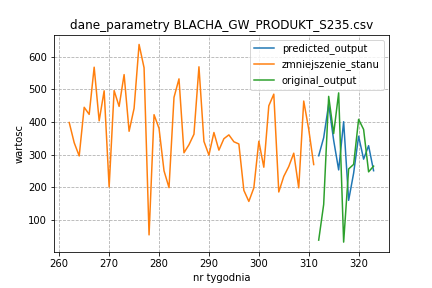 dane_parametry BLACHA_GW_PRODUKT_S235.csv
predicted_output
zmniejszenie_stanu
original_output
wartosc
600
500
400
300
200
100
260 270 280 290 300 310 320
nr tygodnia